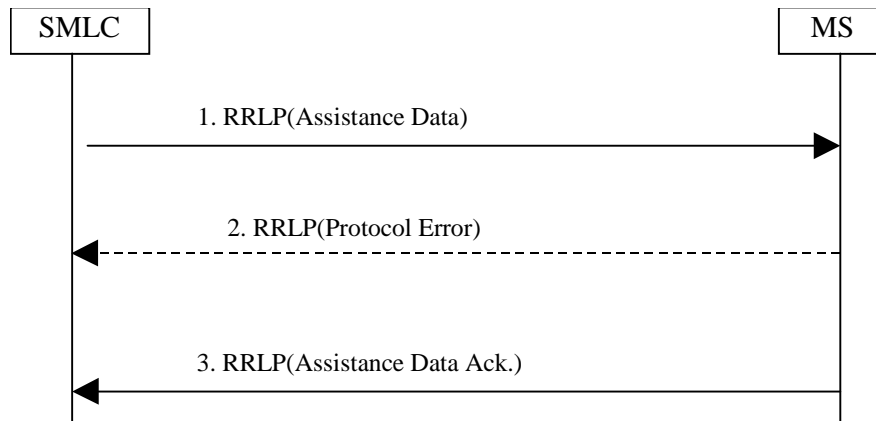 SMLC
MS
1. RRLP(Assistance Data)
2. RRLP(Protocol Error)
3. RRLP(Assistance Data Ack.)